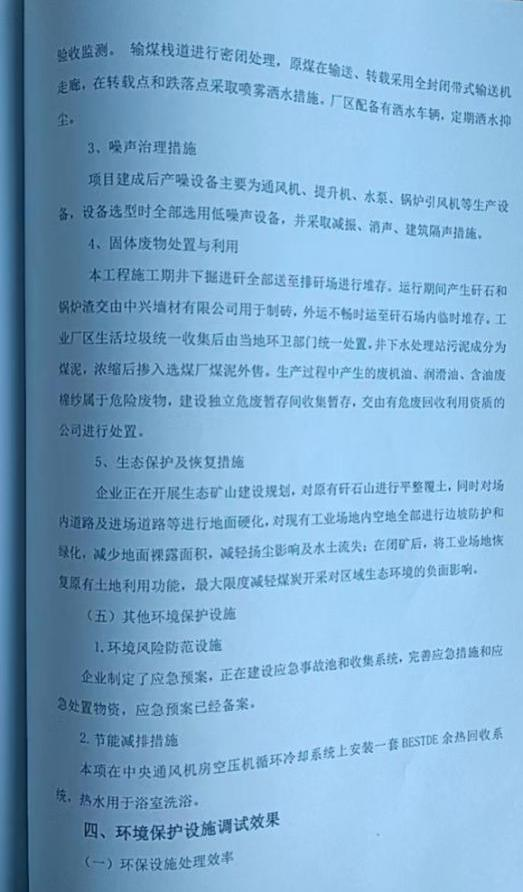 验收监测。 输煤栈道进行密闭处理，原煤在输送、转载采用全封闭带式输送机
走廊，在转载点和跌落点采取喷雾洒水措施。厂区配备有洒水车辆，定期洒水抑
尘。
3、噪声治理措施
项目建成后产噪设备主要为通风机、提升机、水泵、锅炉引风机等生产设
备，设备选型时全部选用低噪声设备，并采取减振、消声、建筑隔声措施。
4、固体废物处置与利用
本工程施工期井下掘进矸全部送至排矸场进行堆存。运行期间产生矸石和
锅炉渣交由中兴墙材有限公司用于制砖，外运不畅时运至矸石场内临时堆存。工
业厂区生活垃圾统一收集后由当地环卫部门统一处置,井下水处理站污泥成分为
煤泥，浓缩后掺入选煤厂煤泥外售。生产过程中产生的废机油、润滑油、含油废
棉纱属于危险废物，建设独立危废暂存间收集暂存，交由有危废回收利用资质的
公司进行处置。
5、生态保护及恢复措施
企业正在开展生态矿山建设规划，对原有矸石山进行平整覆土，同时对场
内道路及进场道路等进行地面硬化，对现有工业场地内空地全部进行边坡防护和
绿化，减少地面裸露面积，减轻扬尘影响及水土流失；在闭矿后，将工业场地恢
复原有土地利用功能，最大限度减轻煤炭开采对区域生态环境的负面影响。
（五）其他环境保护设施
1.环境风险防范设施
企业制定了应急预案，正在建设应急事故池和收集系统，完善应急措施和应
急处置物资，应急预案已经备案。
2.节能减排措施
本项在中央通风机房空压机循环冷却系统上安装一套 BESTDE 余热回收系
统，热水用于浴室洗浴。
四、环境保护设施调试效果
（一）环保设施处理效率